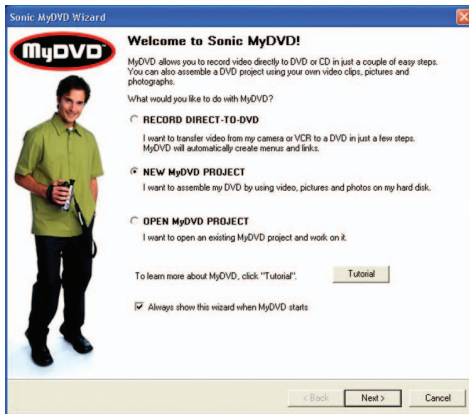 Sonic MyDVD Wizard
MyDVD
Welcome to Sonic MyDVD!
MyDVD allows you to record video directly to DVD or CD in just a couple of easy steps.
You can also assemble a DVD project using your own video clips, pictures and
photographs.
What would you like to do with MyDVD?
RECORD DIRECT-TO-DVD
I want to transfer video from my camera or VCR to a DVD in just a few steps.
MyDVD will automatically create menus and links.
NEW MyDVD PROJECT
I want to assemble my DVD by using video, pictures and photos on my hard disk.
OPEN MyDVD PROJECT
I want to open an existing MyDVD project and work on it.
To learn more about MyDVD, click "Tutorial".
Tutorial
Always show this wizard when MyDVD starts
< Back
Next >
Cancel